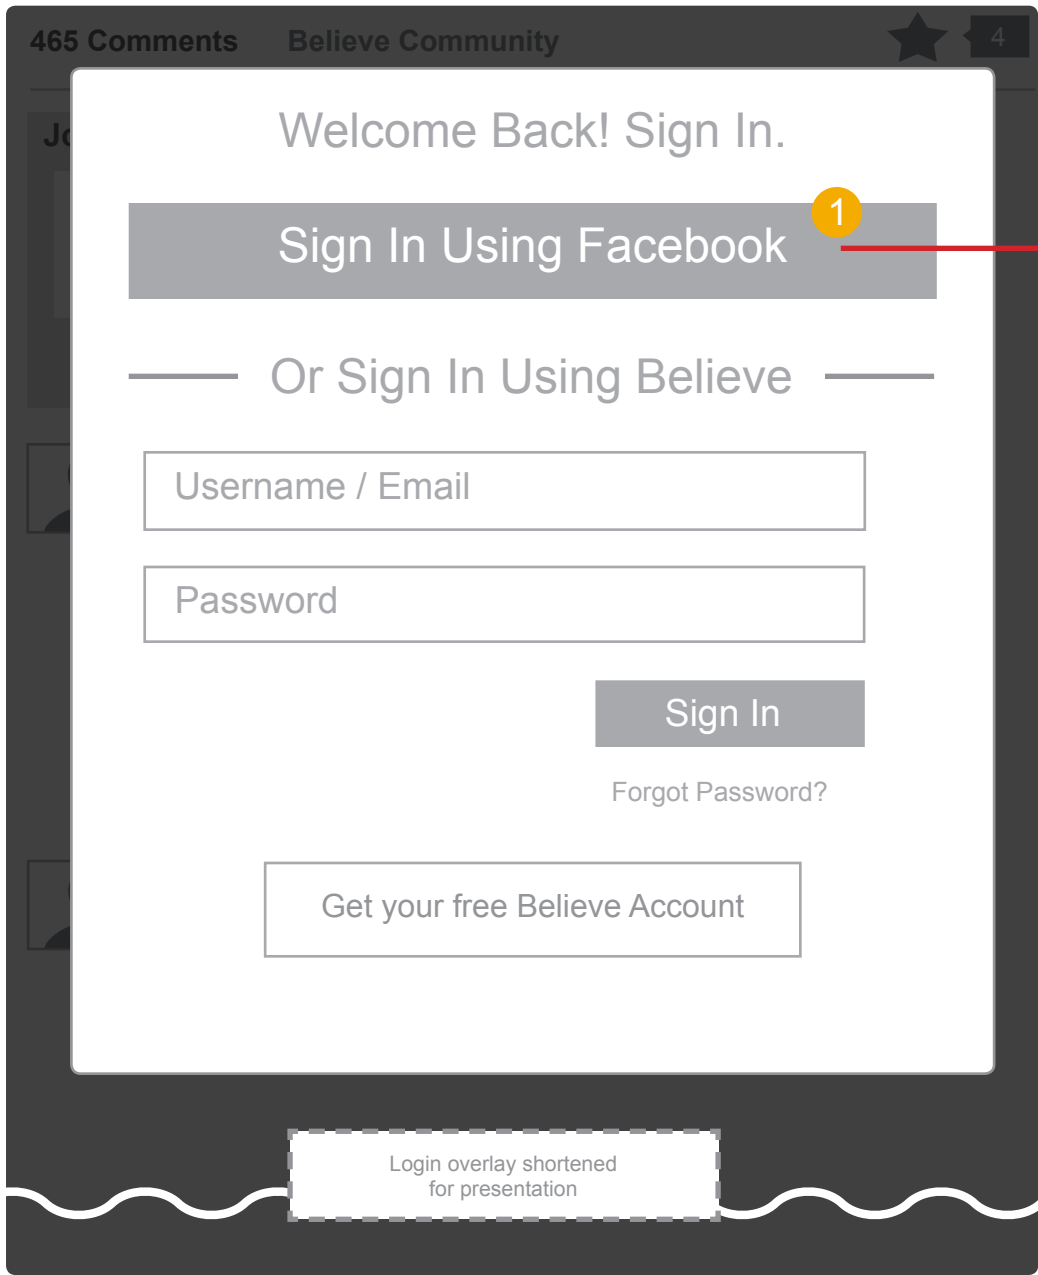 465 Comments Believe Community 4
Welcome Back! Sign In.
1
Sign In Using Facebook
Or Sign In Using Believe
Username / Email
Password
Sign In
Forgot Password?
Get your free Believe Account
Login overlay shortened
for presentation